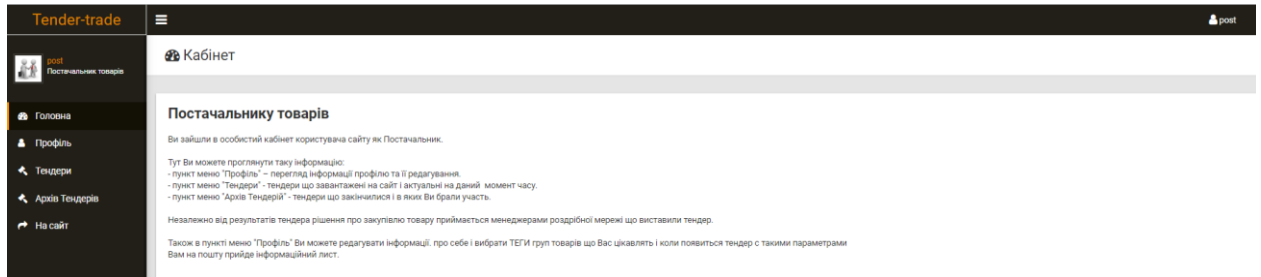 Tender-trade
post
Кабінет
post
Постачальник товарів
Головна
Профіль
Тендери
Архів Тендерів
На сайт
Постачальнику товарів
Ви зайшли в особистий кабінет користувача сайту як Постачальник.
Тут Ви можете проглянути таку інформацію:
- пункт меню "Профіль" – перегляд інформації профілю та її редагування.
- пункт меню "Тендери" - тендери що завантажені на сайт і актуальні на даний момент часу.
- пункт меню "Архів Тендерій" - тендери що закінчилися і в яких Ви брали участь.
Незалежно від результатів тендера рішення про закупівлю товару приймається менеджерами роздрібної мережі що виставили тендер.
Також в пункті меню "Профіль" Ви можете редагувати інформації. про себе і вибрати ТЕГИ груп товарів що Вас цікавлять і коли появиться тендер с такими параметрами
Вам на пошту прийде інформаційний лист.